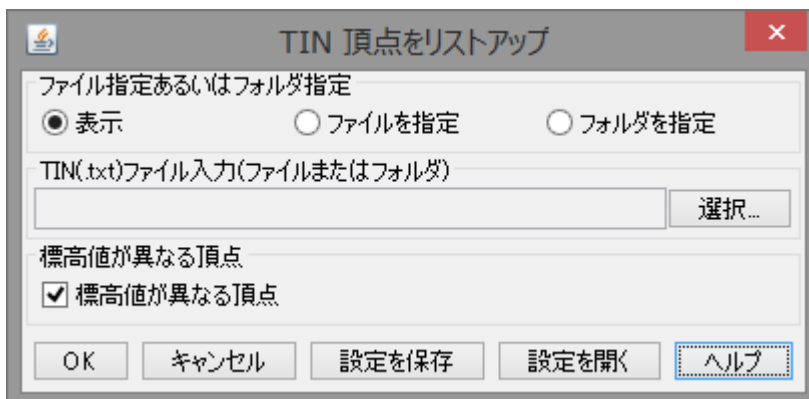 TIN 頂点をリストアップ
ファイル指定あるいはフォルダ指定
表示 ファイルを指定 フォルダを指定
TIN(.txt)ファイル入力(ファイルまたはフォルダ)
選択...
標高値が異なる頂点
標高値が異なる頂点
OK キャンセル 設定を保存 設定を開く ヘルプ